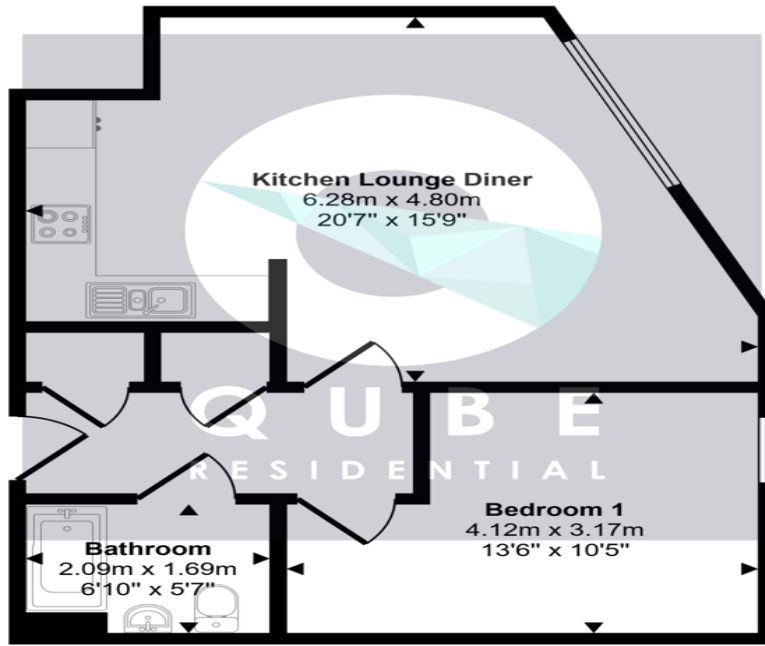 Kitchen Lounge Diner
6.28m x 4.80m
20'7" x 15'9"
QUBE
RESIDENTIAL
Bedroom 1
4.12m x 3.17m
13'6" x 10'5"
Bathroom
2.09m x 1.69m
6'10" x 5'7"